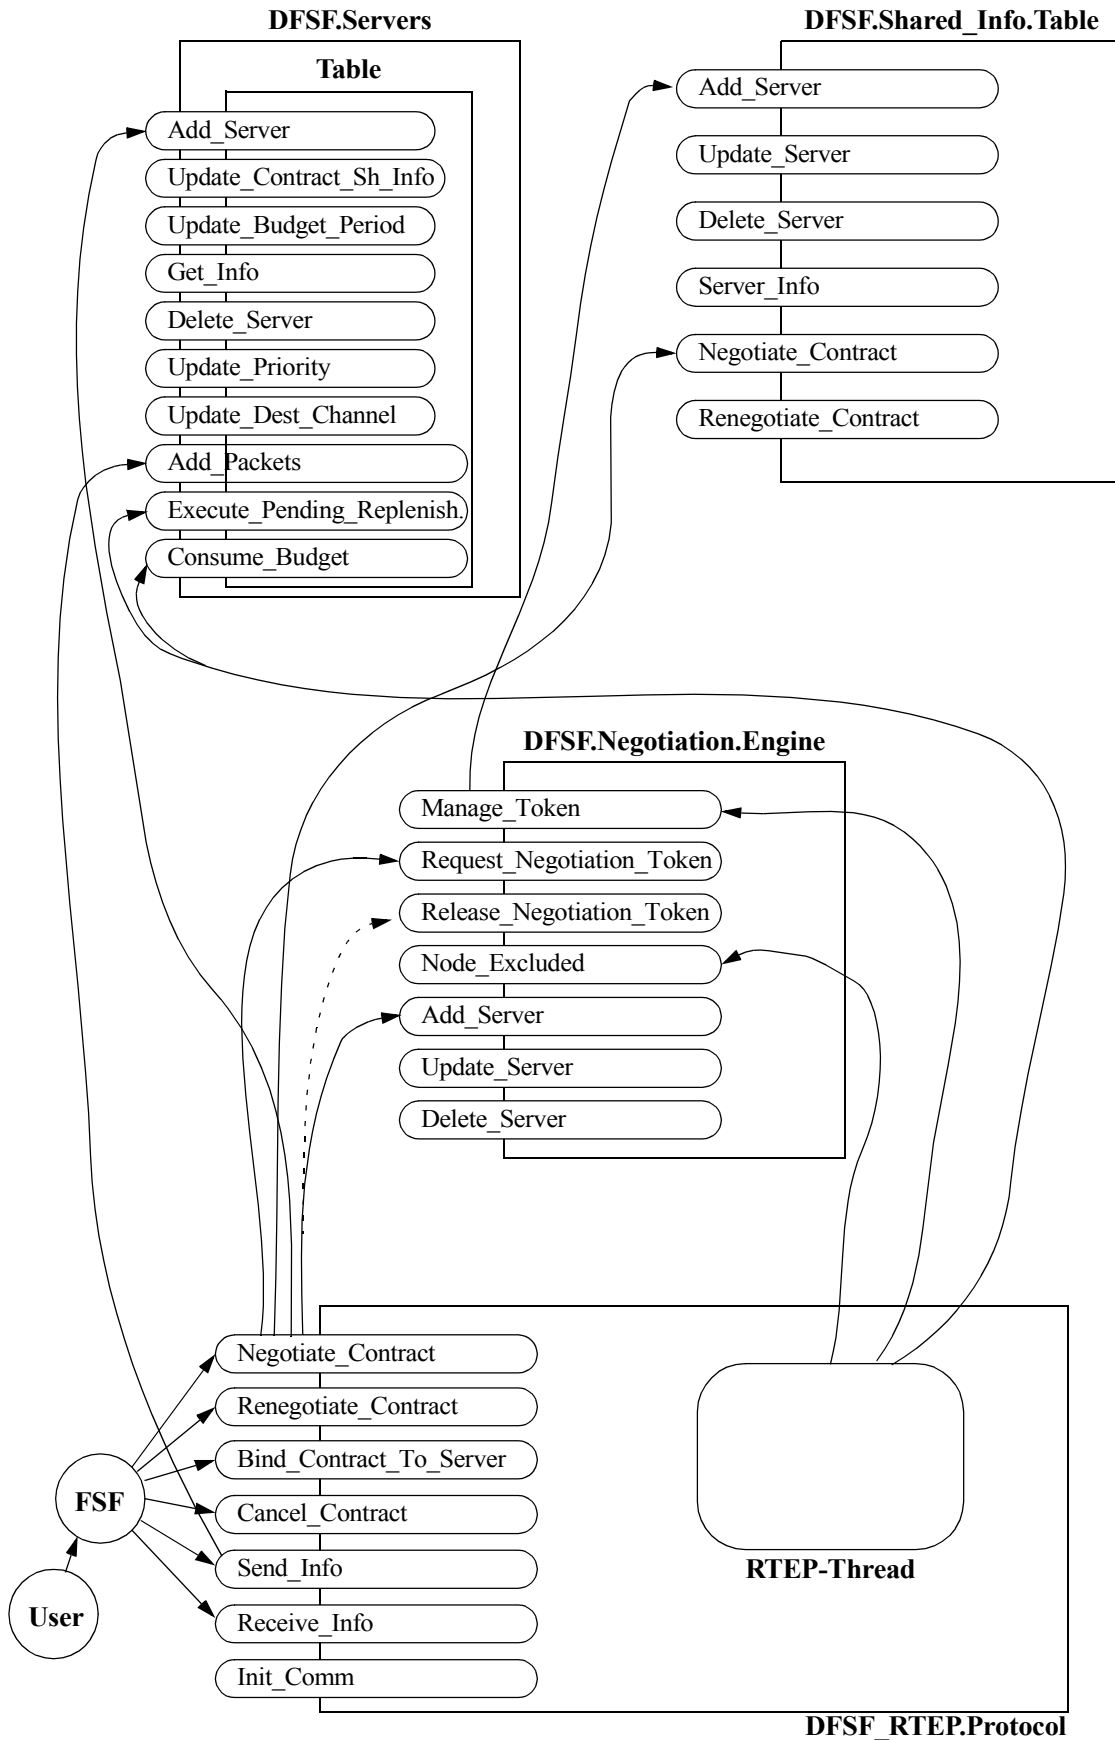 DFSF.Servers
Table
Add_Server
Update_Contract_Sh_Info
Update_Budget_Period
Get_Info
Delete_Server
Update_Priority
Update_Dest_Channel
Add_Packets
Execute_Pending_Replenish.
Consume_Budget
DFSF.Shared_Info.Table
Add_Server
Update_Server
Delete_Server
Server_Info
Negotiate_Contract
Renegotiate_Contract
DFSF.Negotiation.Engine
Manage_Token
Request_Negotiation_Token
Release_Negotiation_Token
Node_Excluded
Add_Server
Update_Server
Delete_Server
Negotiate_Contract
Renegotiate_Contract
Bind_Contract_To_Server
Cancel_Contract
Send_Info
Receive_Info
Init_Comm
FSF
User
RTEP-Thread
DFSF_RTEP.Protocol